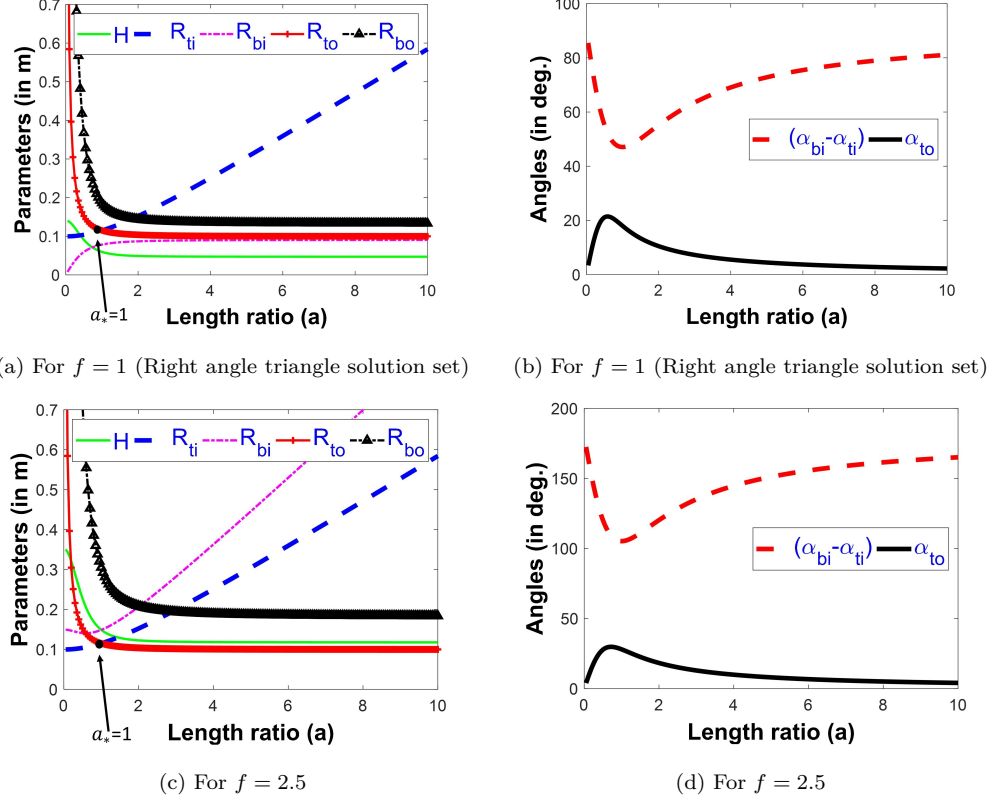 0.7
0.6
0.5
0.4
0.3
0.2
0.1
0
Parameters (in m)
H R_ti R_bi R_to R_bo
0 2 4 6 8 10
a_*=1
Length ratio (a)
100
80
60
40
20
0
Angles (in deg.)
(α_bi-α_ti) α_to
0 2 4 6 8 10
Length ratio (a)
(a) For f = 1 (Right angle triangle solution set)
(b) For f = 1 (Right angle triangle solution set)
0.7
0.6
0.5
0.4
0.3
0.2
0.1
0
Parameters (in m)
H R_ti R_bi R_to R_bo
0 2 4 6 8 10
a_*=1
Length ratio (a)
200
150
100
50
0
Angles (in deg.)
(α_bi-α_ti) α_to
0 2 4 6 8 10
Length ratio (a)
(c) For f = 2.5
(d) For f = 2.5